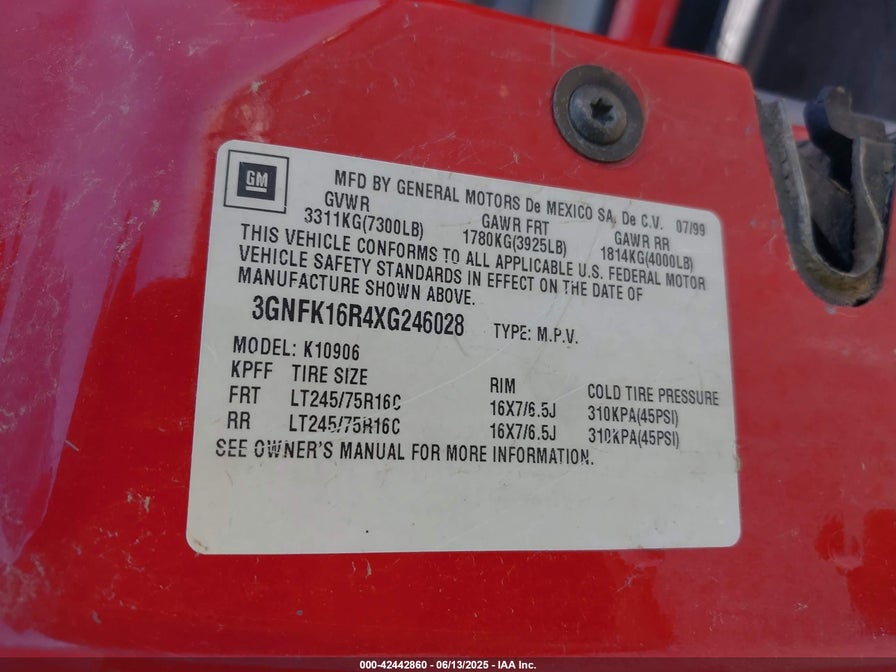 GM
MFD BY GENERAL MOTORS De MEXICO SA. De C.V. 07/99
GVWR GAWR FRT GAWR RR
3311KG(7300LB) 1780KG(3925LB) 1814KG(4000LB)
THIS VEHICLE CONFORMS TO ALL APPLICABLE U.S. FEDERAL MOTOR
VEHICLE SAFETY STANDARDS IN EFFECT ON THE DATE OF
MANUFACTURE SHOWN ABOVE.
3GNFK16R4XG246028 TYPE: M.P.V.
MODEL: K10906
KPFF TIRE SIZE RIM COLD TIRE PRESSURE
FRT LT245/75R16C 16X7/6.5J 310KPA(45PSI)
RR LT245/75R16C 16X7/6.5J 310KPA(45PSI)
SEE OWNER'S MANUAL FOR MORE INFORMATION.
000-42442860 - 06/13/2025 - IAA Inc.